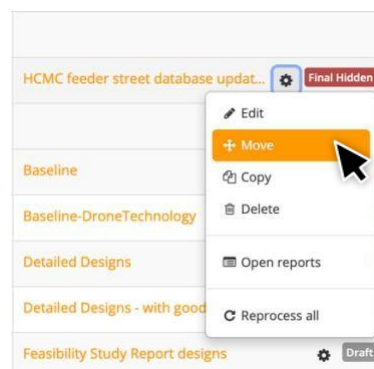 HCMC feeder street database updat... Final Hidden
Edit
Move
Baseline
Copy
Delete
Baseline-DroneTechnology
Detailed Designs
Open reports
Detailed Designs - with good
Reprocess all
Feasibility Study Report designs Draft